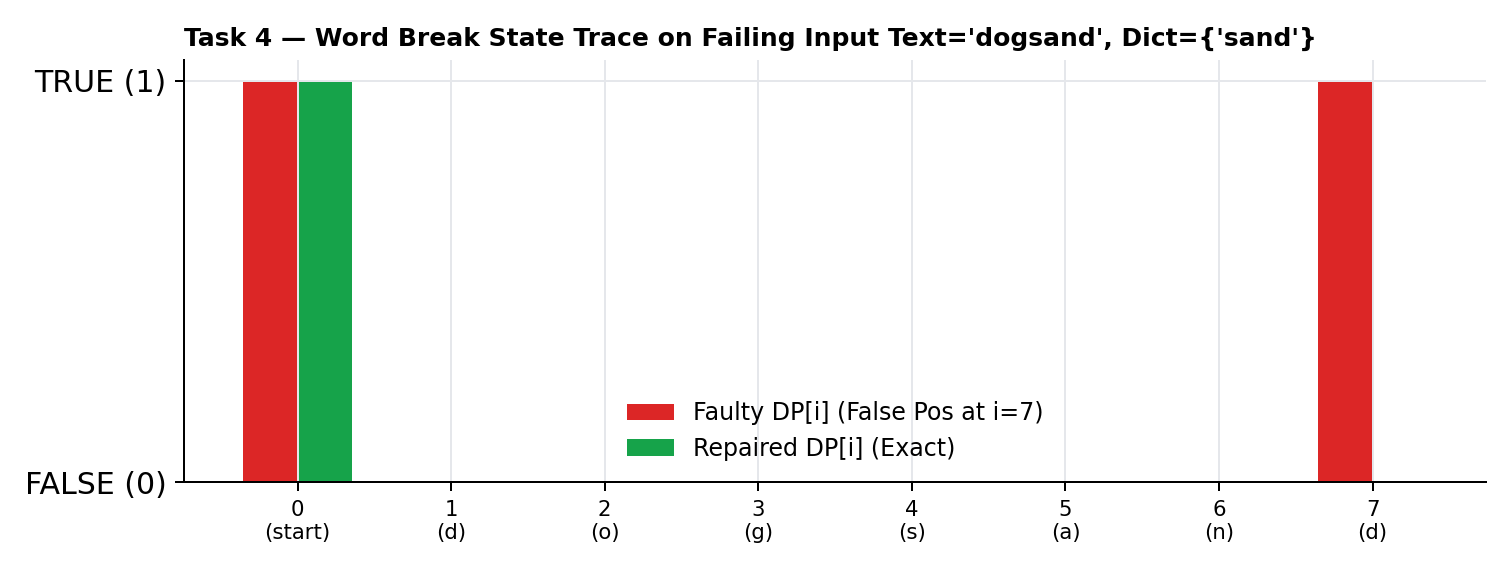 Task 4 — Word Break State Trace on Failing Input Text='dogsand', Dict={'sand'}
TRUE (1)
FALSE (0)
Faulty DP[i] (False Pos at i=7)
Repaired DP[i] (Exact)
0 1 2 3 4 5 6 7
(start) (d) (o) (g) (s) (a) (n) (d)